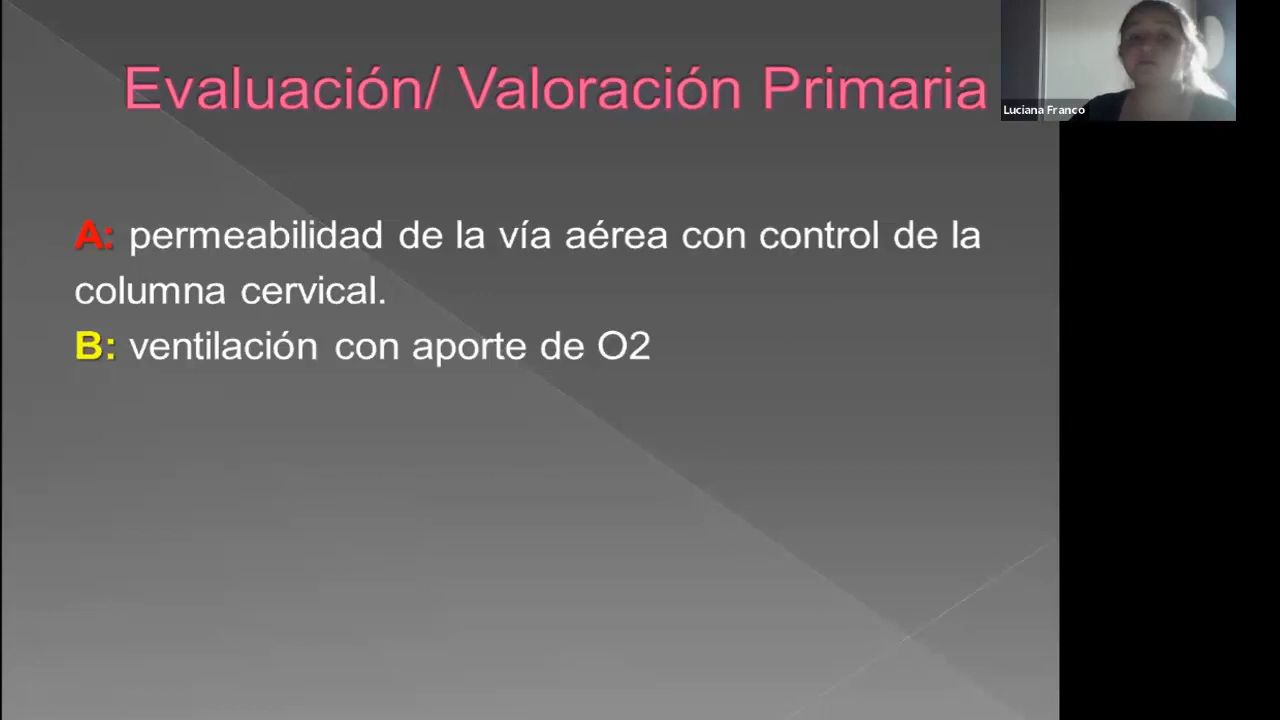 Evaluación/ Valoración Primaria
Luciana Franco
A: permeabilidad de la vía aérea con control de la
columna cervical.
B: ventilación con aporte de O2